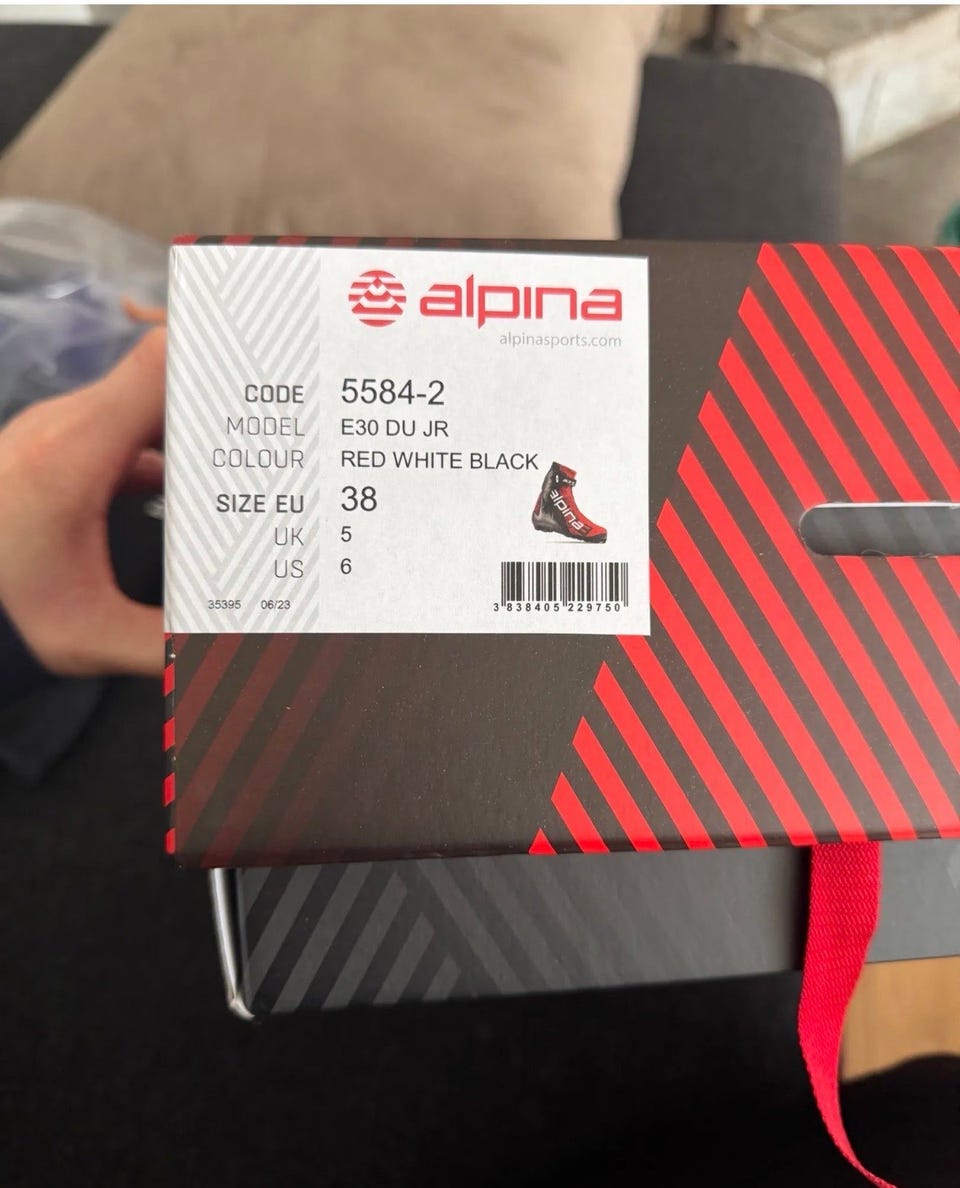 alpina
alpinasports.com
CODE 5584-2
MODEL E30 DU JR
COLOUR RED WHITE BLACK
alpina
SIZE EU 38
UK 5
US 6
35395 06/23
3 838405 229750